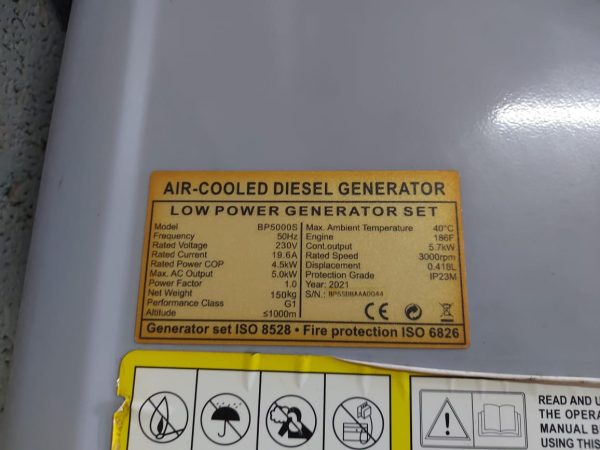 AIR-COOLED DIESEL GENERATOR
LOW POWER GENERATOR SET
Model BP5000S
Frequency 50Hz
Rated Voltage 230V
Rated Current 19.6A
Rated Power COP 4.5kW
Max. AC Output 5.0kW
Power Factor 1.0
Net Weight 150kg
Performance Class G1
Altitude ≤1000m
Max. Ambient Temperature 40°C
Engine 186F
Cont.output 5.7kW
Rated Speed 3000rpm
Displacement 0.418L
Protection Grade IP23M
Year: 2021
S/N.:
CE
Generator set ISO 8528 • Fire protection ISO 6826
READ AND U
THE OPERA
MANUAL B
USING THIS